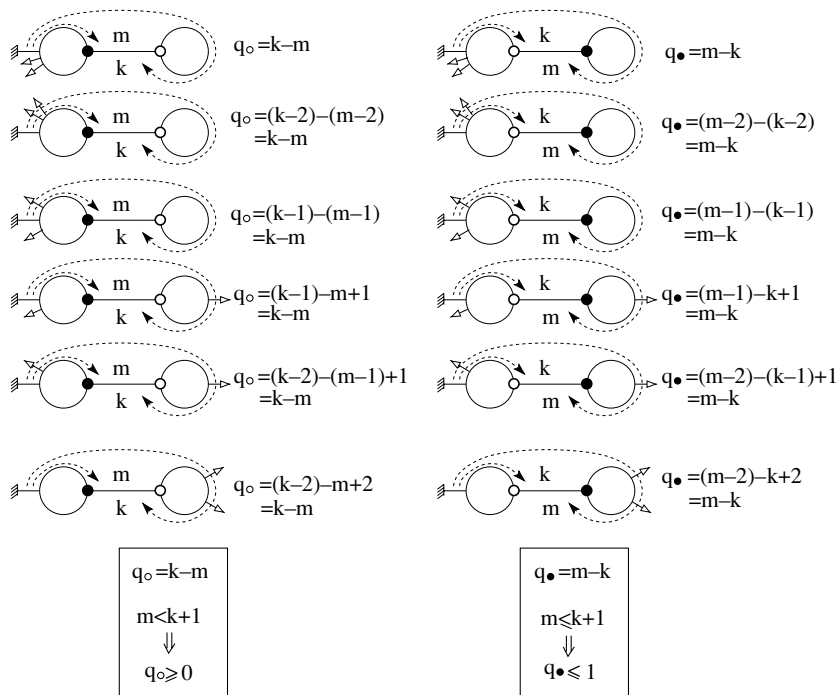 m
k
q○=k–m
m
k
q○=(k–2)–(m–2)
=k–m
m
k
q○=(k–1)–(m–1)
=k–m
m
k
q○=(k–1)–m+1
=k–m
m
k
q○=(k–2)–(m–1)+1
=k–m
m
k
q○=(k–2)–m+2
=k–m
q○=k–m
m<k+1
⇓
q○⩾0
k
m
q●=m–k
k
m
q●=(m–2)–(k–2)
=m–k
k
m
q●=(m–1)–(k–1)
=m–k
k
m
q●=(m–1)–k+1
=m–k
k
m
q●=(m–2)–(k–1)+1
=m–k
k
m
q●=(m–2)–k+2
=m–k
q●=m–k
m⩽k+1
⇓
q●⩽1